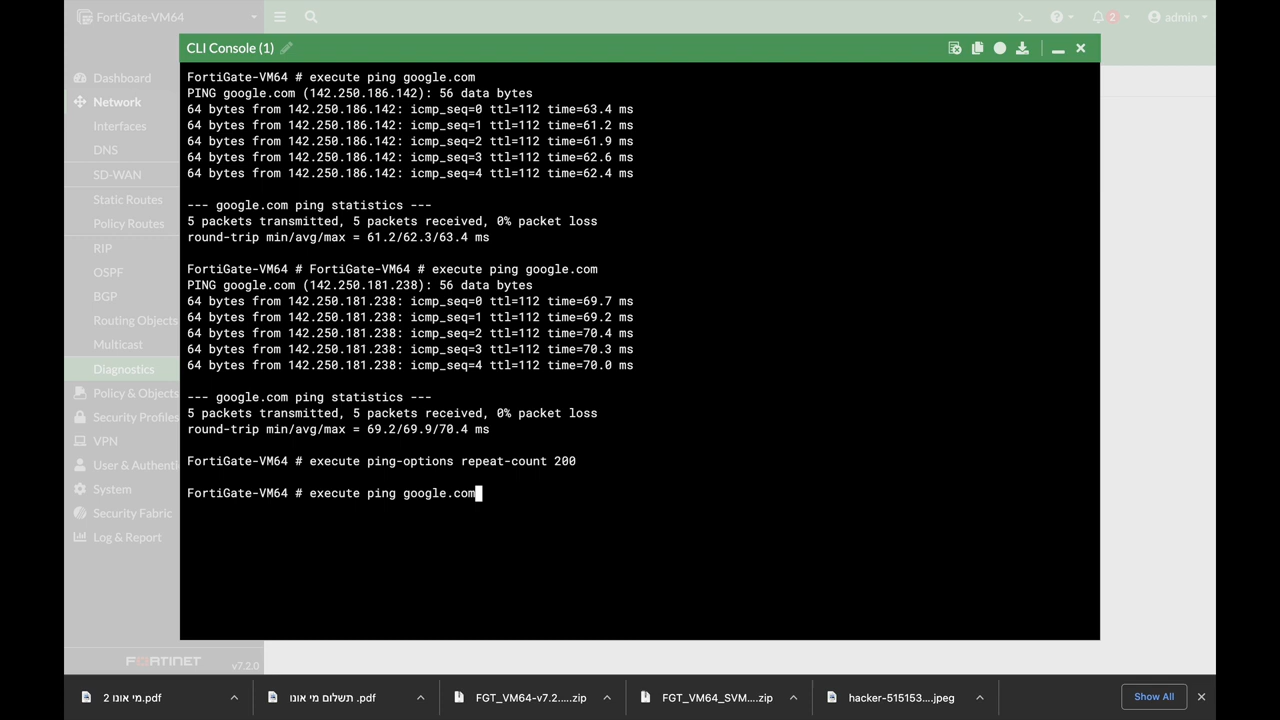 FortiGate-VM64
2
admin
CLI Console (1)
Dashboard
Network
Interfaces
DNS
SD-WAN
Static Routes
Policy Routes
RIP
OSPF
BGP
Routing Objects
Multicast
Diagnostics
Policy & Objects
Security Profiles
VPN
User & Authenti
System
Security Fabric
Log & Report
FORTINET
v7.2.0
FortiGate-VM64 # execute ping google.com
PING google.com (142.250.186.142): 56 data bytes
64 bytes from 142.250.186.142: icmp_seq=0 ttl=112 time=63.4 ms
64 bytes from 142.250.186.142: icmp_seq=1 ttl=112 time=61.2 ms
64 bytes from 142.250.186.142: icmp_seq=2 ttl=112 time=61.9 ms
64 bytes from 142.250.186.142: icmp_seq=3 ttl=112 time=62.6 ms
64 bytes from 142.250.186.142: icmp_seq=4 ttl=112 time=62.4 ms
--- google.com ping statistics ---
5 packets transmitted, 5 packets received, 0% packet loss
round-trip min/avg/max = 61.2/62.3/63.4 ms
FortiGate-VM64 # FortiGate-VM64 # execute ping google.com
PING google.com (142.250.181.238): 56 data bytes
64 bytes from 142.250.181.238: icmp_seq=0 ttl=112 time=69.7 ms
64 bytes from 142.250.181.238: icmp_seq=1 ttl=112 time=69.2 ms
64 bytes from 142.250.181.238: icmp_seq=2 ttl=112 time=70.4 ms
64 bytes from 142.250.181.238: icmp_seq=3 ttl=112 time=70.3 ms
64 bytes from 142.250.181.238: icmp_seq=4 ttl=112 time=70.0 ms
--- google.com ping statistics ---
5 packets transmitted, 5 packets received, 0% packet loss
round-trip min/avg/max = 69.2/69.9/70.4 ms
FortiGate-VM64 # execute ping-options repeat-count 200
FortiGate-VM64 # execute ping google.com
מי אונו 2.pdf
תשלום מי אונו .pdf
FGT_VM64-v7.2.....zip
FGT_VM64_SVM....zip
hacker-515153....jpeg
Show All